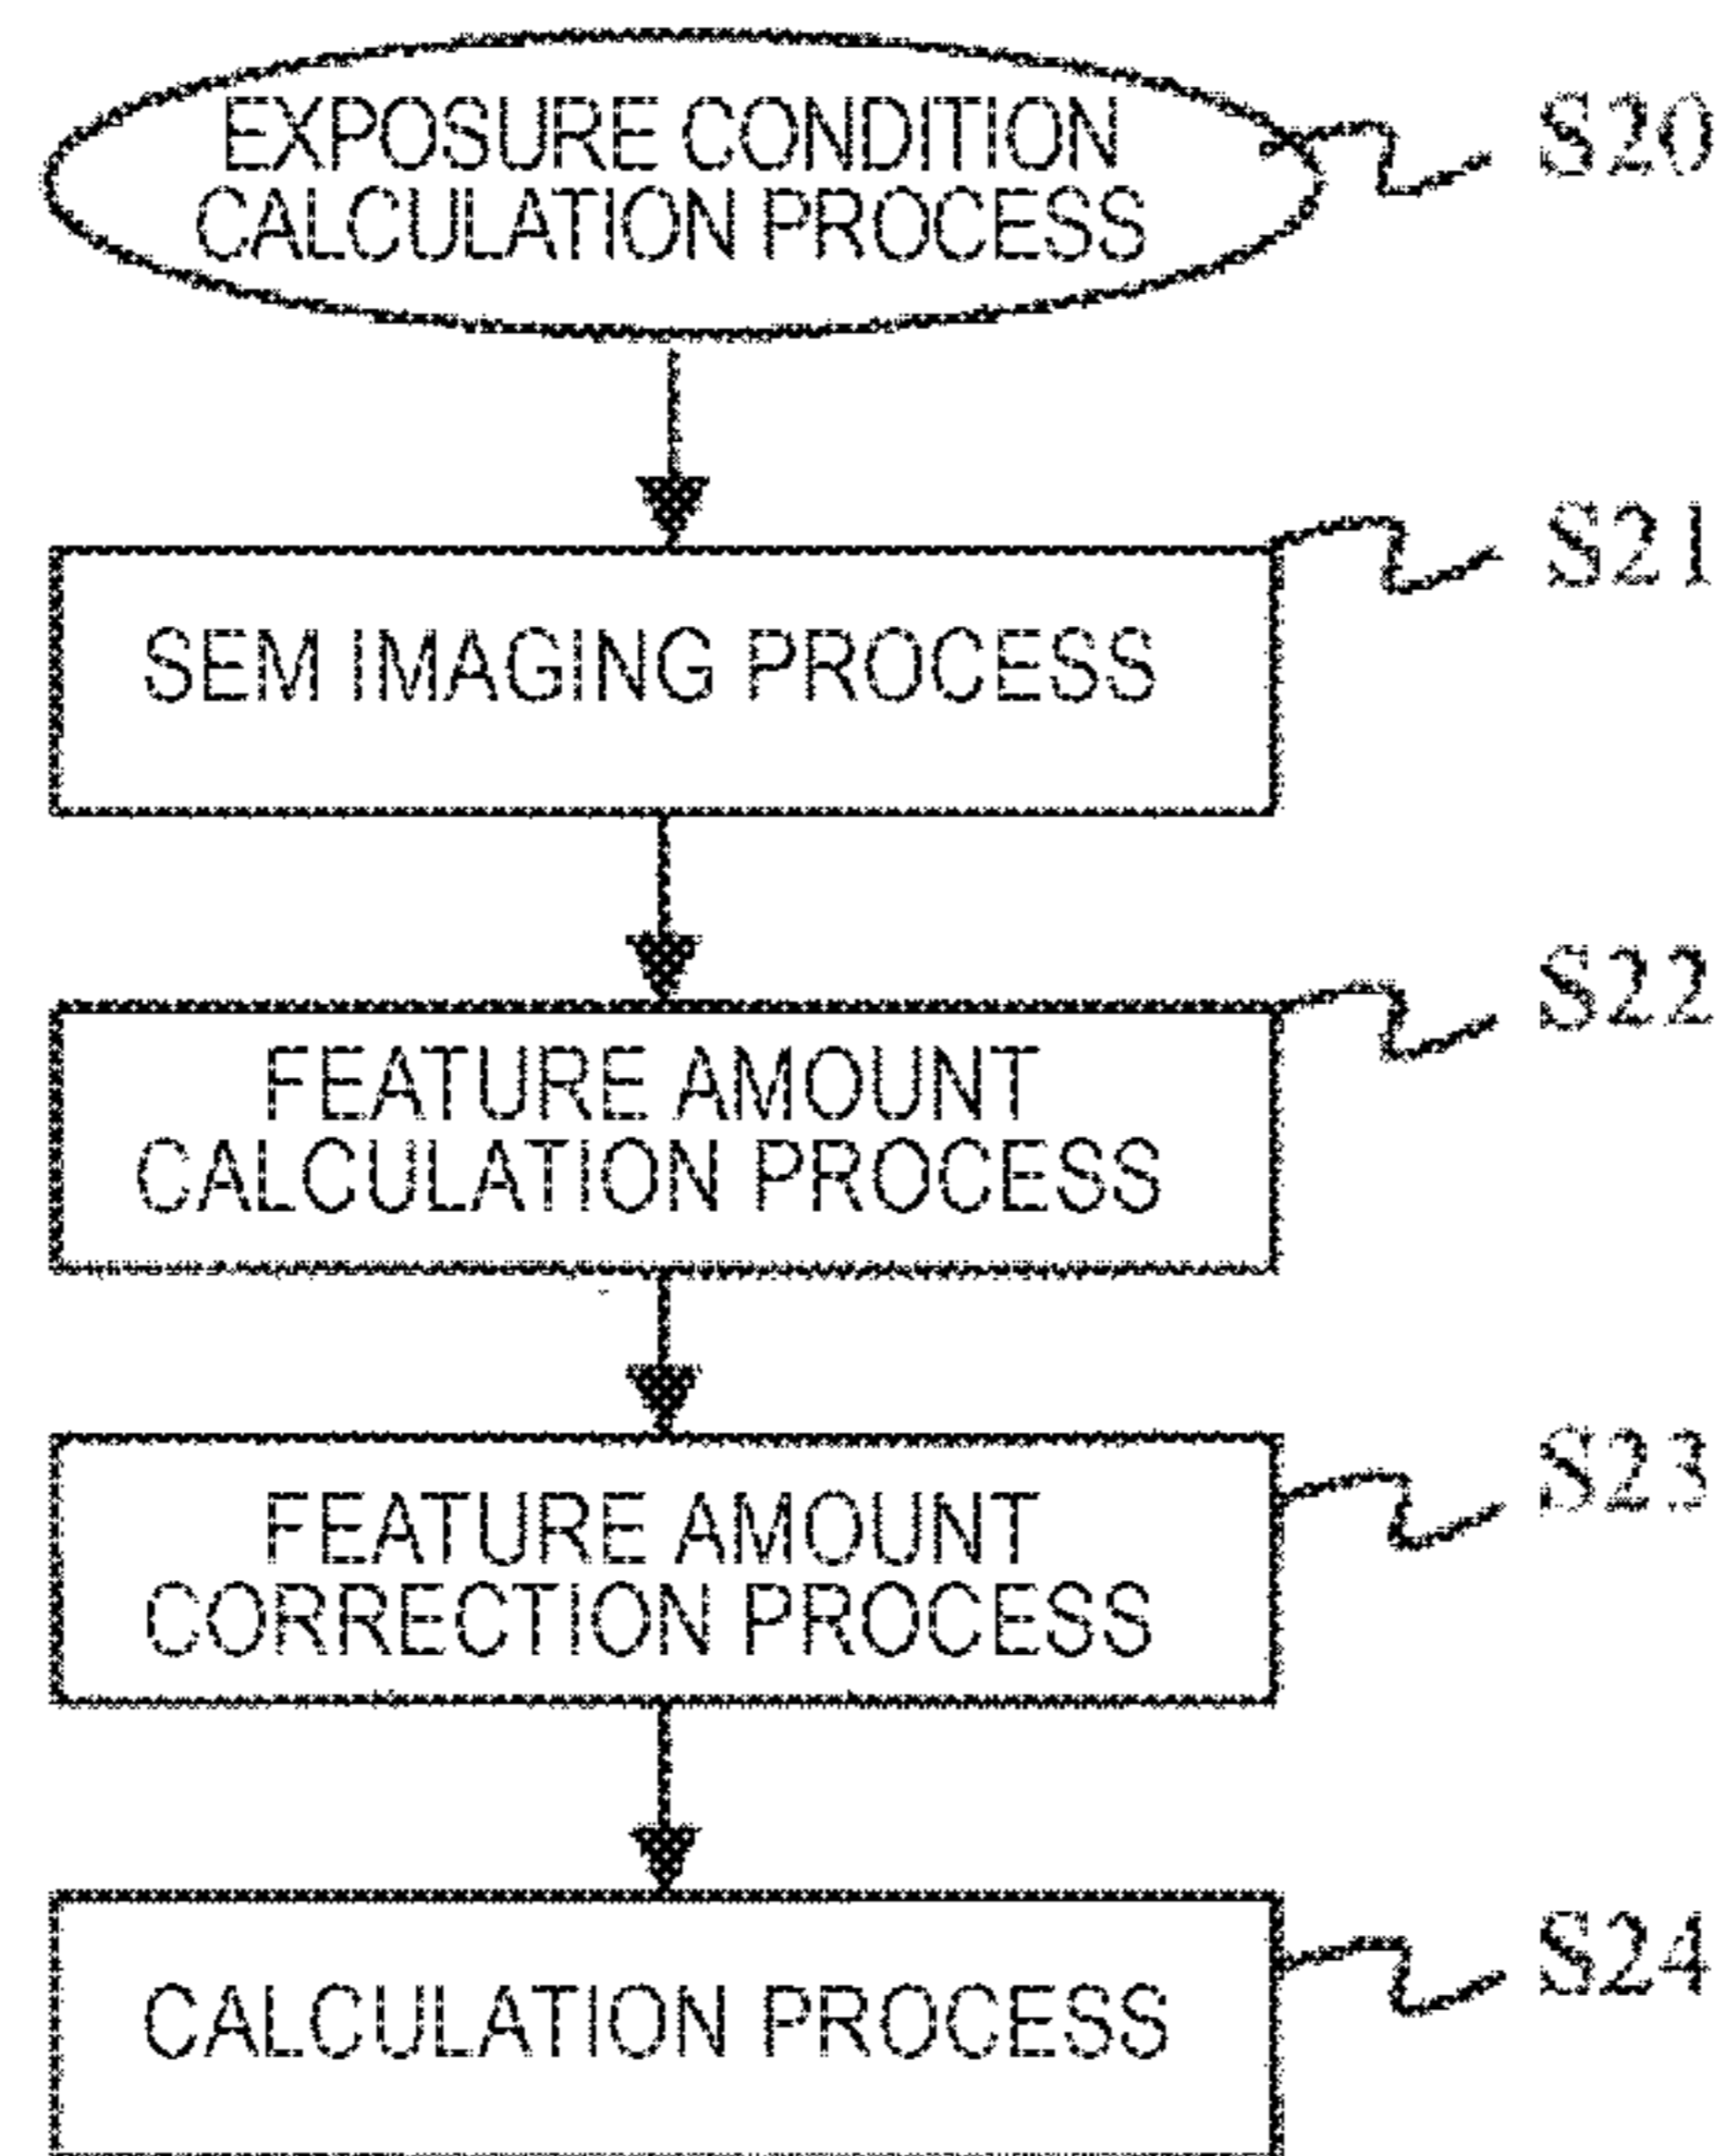 EXPOSURE CONDITION
CALCULATION PROCESS
S20
SEM IMAGING PROCESS
S21
FEATURE AMOUNT
CALCULATION PROCESS
S22
FEATURE AMOUNT
CORRECTION PROCESS
S23
CALCULATION PROCESS
S24